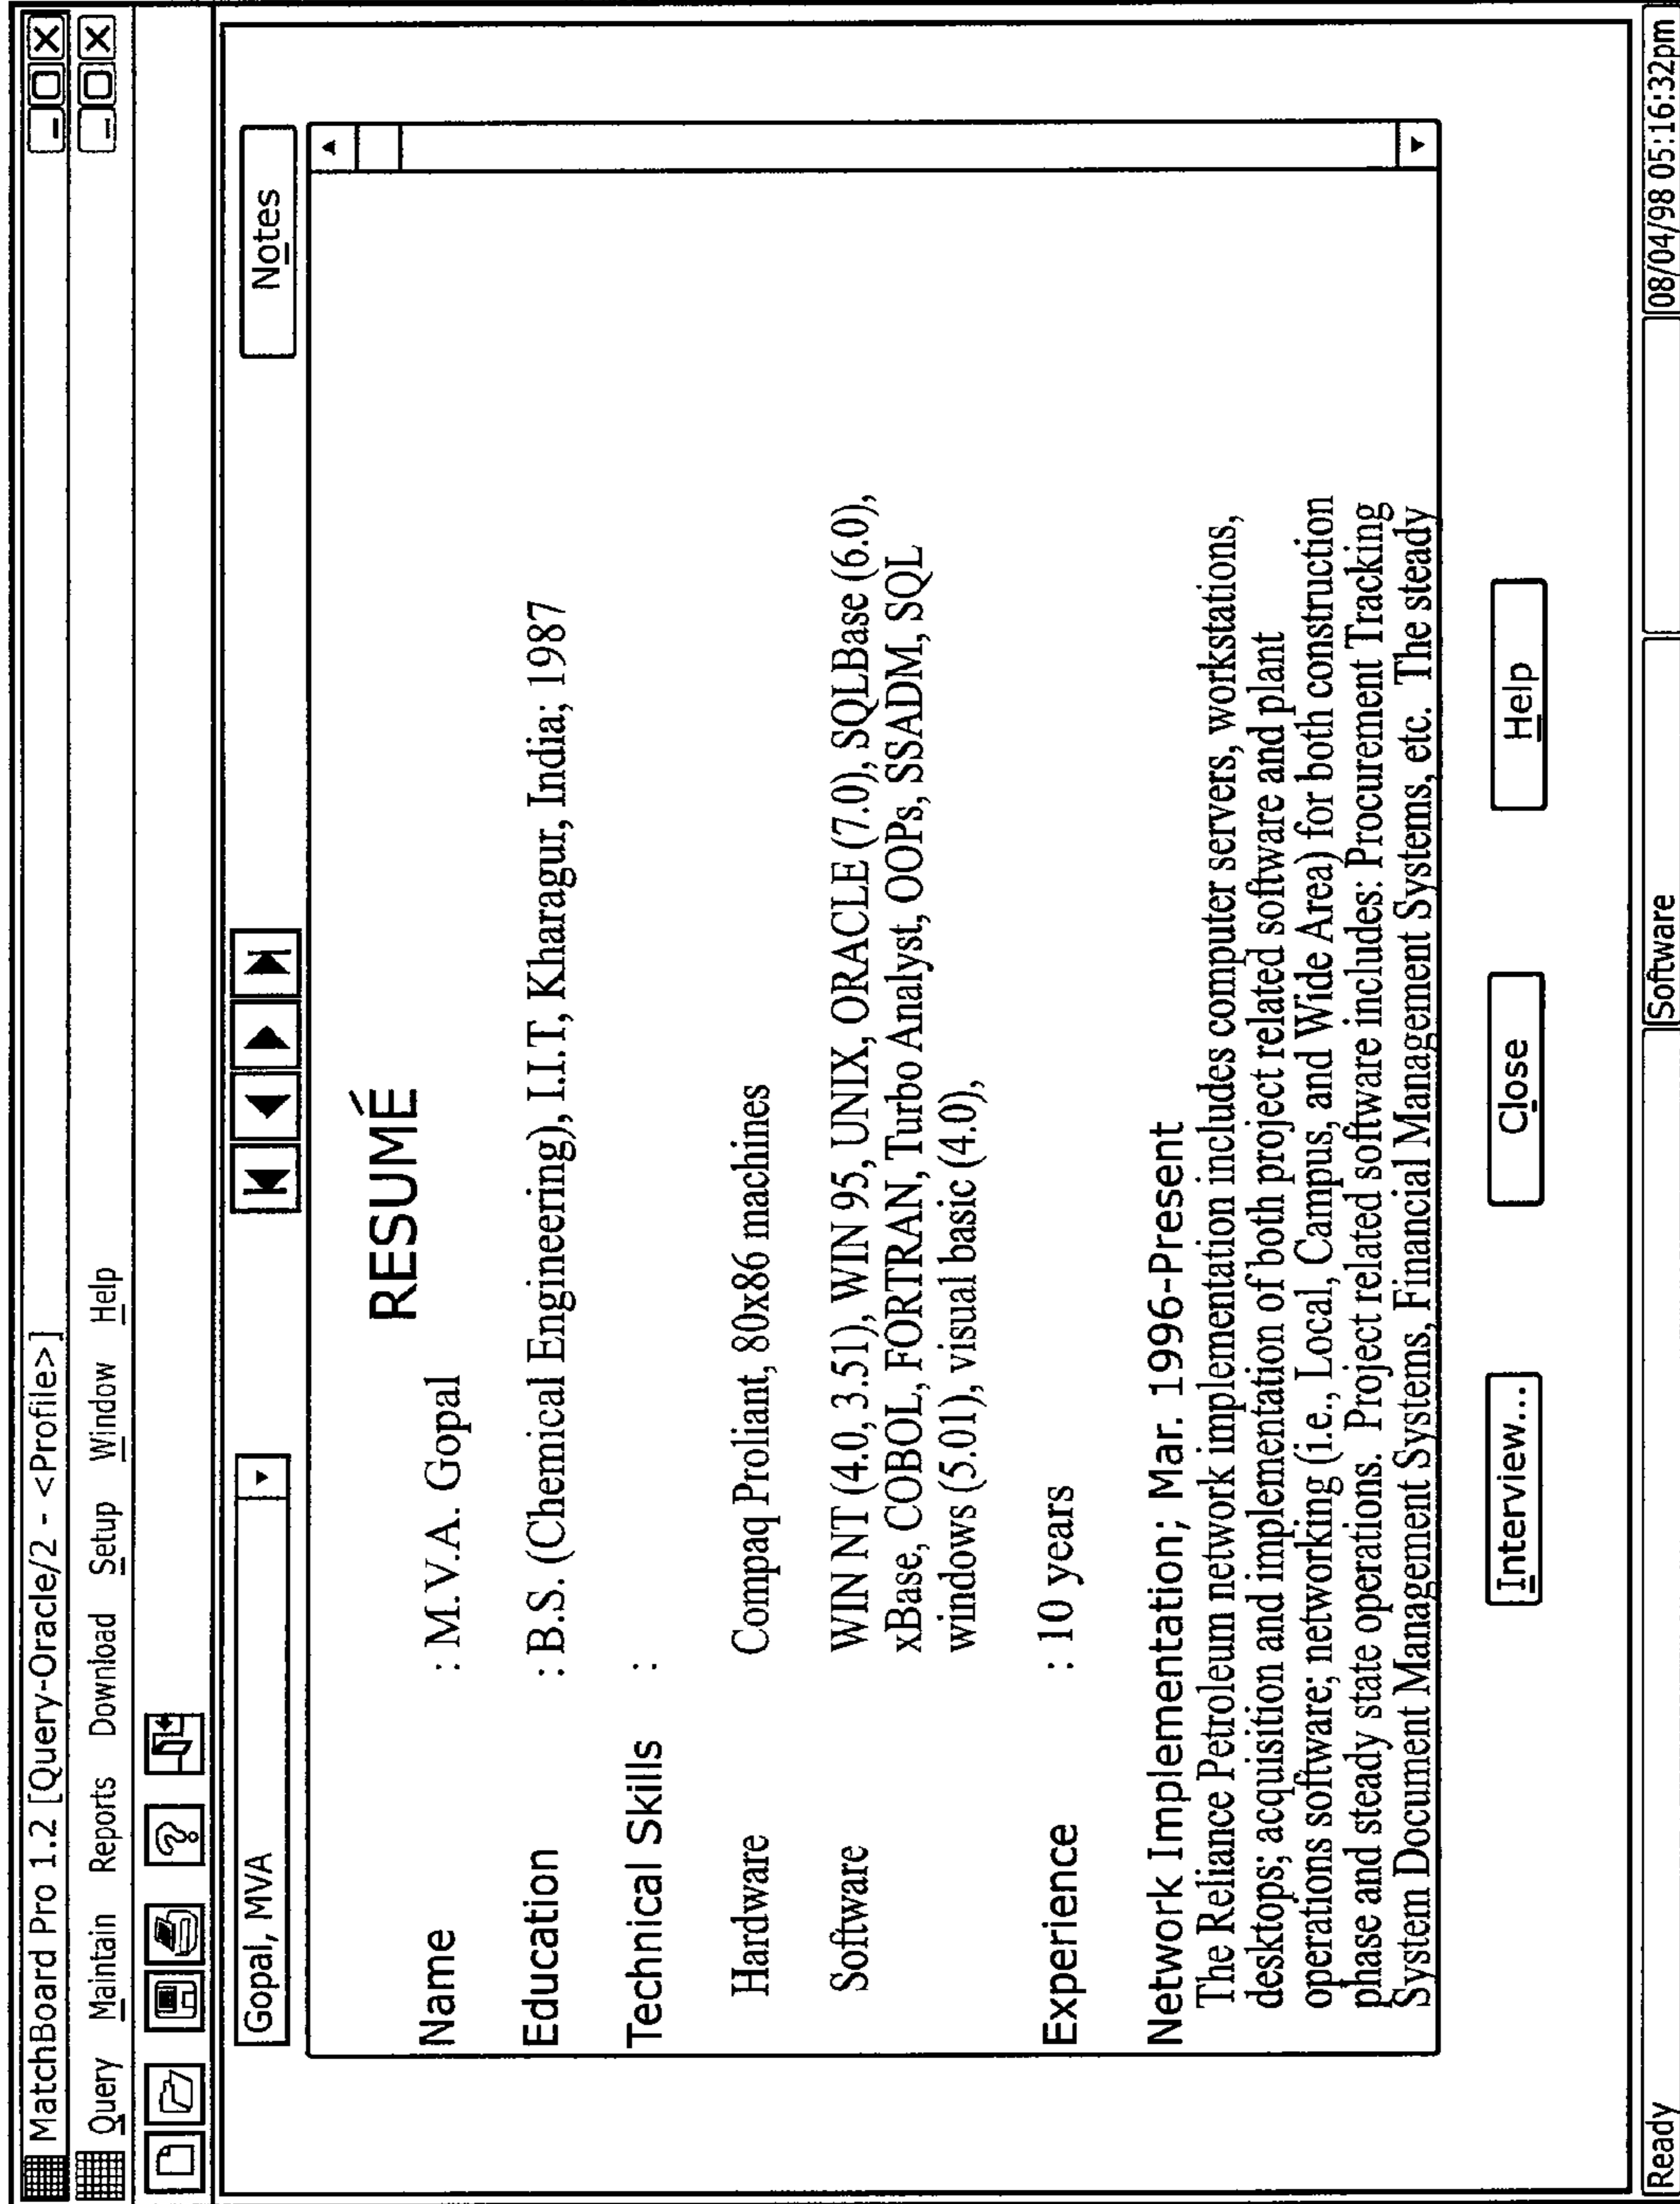 MatchBoard Pro 1.2 [Query-Oracle/2 - <Profile>]
Query Maintain Reports Download Setup Window Help
Gopal, MVA
Notes
RESUMÉ
Name : M.V.A. Gopal
Education : B.S. (Chemical Engineering), I.I.T, Kharagur, India; 1987
Technical Skills :
Hardware Compaq Proliant, 80x86 machines
Software WIN NT (4.0, 3.51), WIN 95, UNIX, ORACLE (7.0), SQLBase (6.0),
xBase, COBOL, FORTRAN, Turbo Analyst, OOPs, SSADM, SQL
windows (5.01), visual basic (4.0),
Experience : 10 years
Network Implementation; Mar. 1996-Present
The Reliance Petroleum network implementation includes computer servers, workstations,
desktops; acquisition and implementation of both project related software and plant
operations software; networking (i.e., Local, Campus, and Wide Area) for both construction
phase and steady state operations. Project related software includes: Procurement Tracking
System Document Management Systems, Financial Management Systems, etc. The steady
Interview... Close Help
Ready Software 08/04/98 05:16:32pm